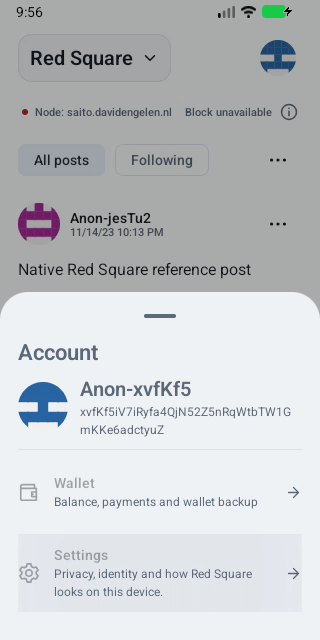 9:56
Red Square
Node: saito.davidengelen.nl Block unavailable
All posts Following
Anon-jesTu2
11/14/23 10:13 PM
Native Red Square reference post
Account
Anon-xvfKf5
xvfKf5iV7iRyfa4QjN52Z5nRqWtbTW1G
mKKe6adctyuZ
Wallet
Balance, payments and wallet backup
Settings
Privacy, identity and how Red Square
looks on this device.